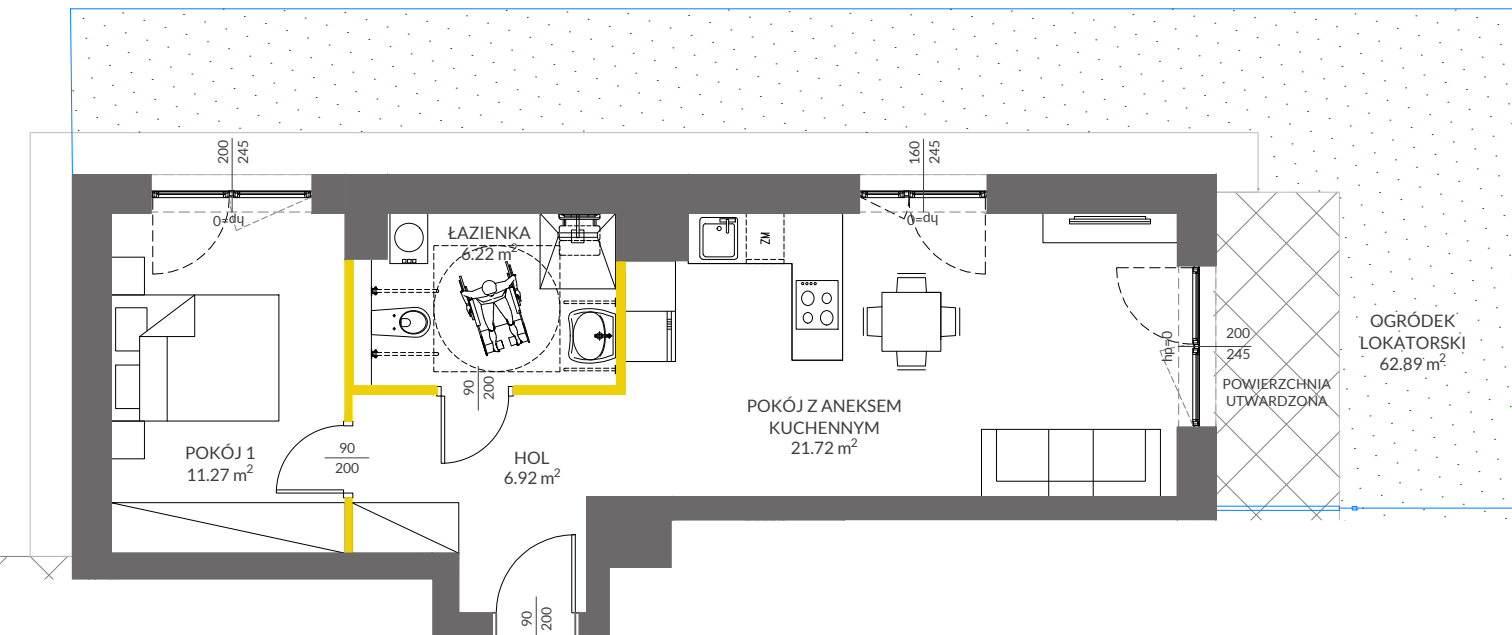 200
245
160
245
hp=0
hp=0
ŁAZIENKA
6.22 m²
ZM
OGRÓDEK
LOKATORSKI
62.89 m²
200
245
hp=0
POWIERZCHNIA
UTWARDZONA
90
200
POKÓJ Z ANEKSEM
KUCHENNYM
21.72 m²
POKÓJ 1
11.27 m²
90
200
HOL
6.92 m²
90
200